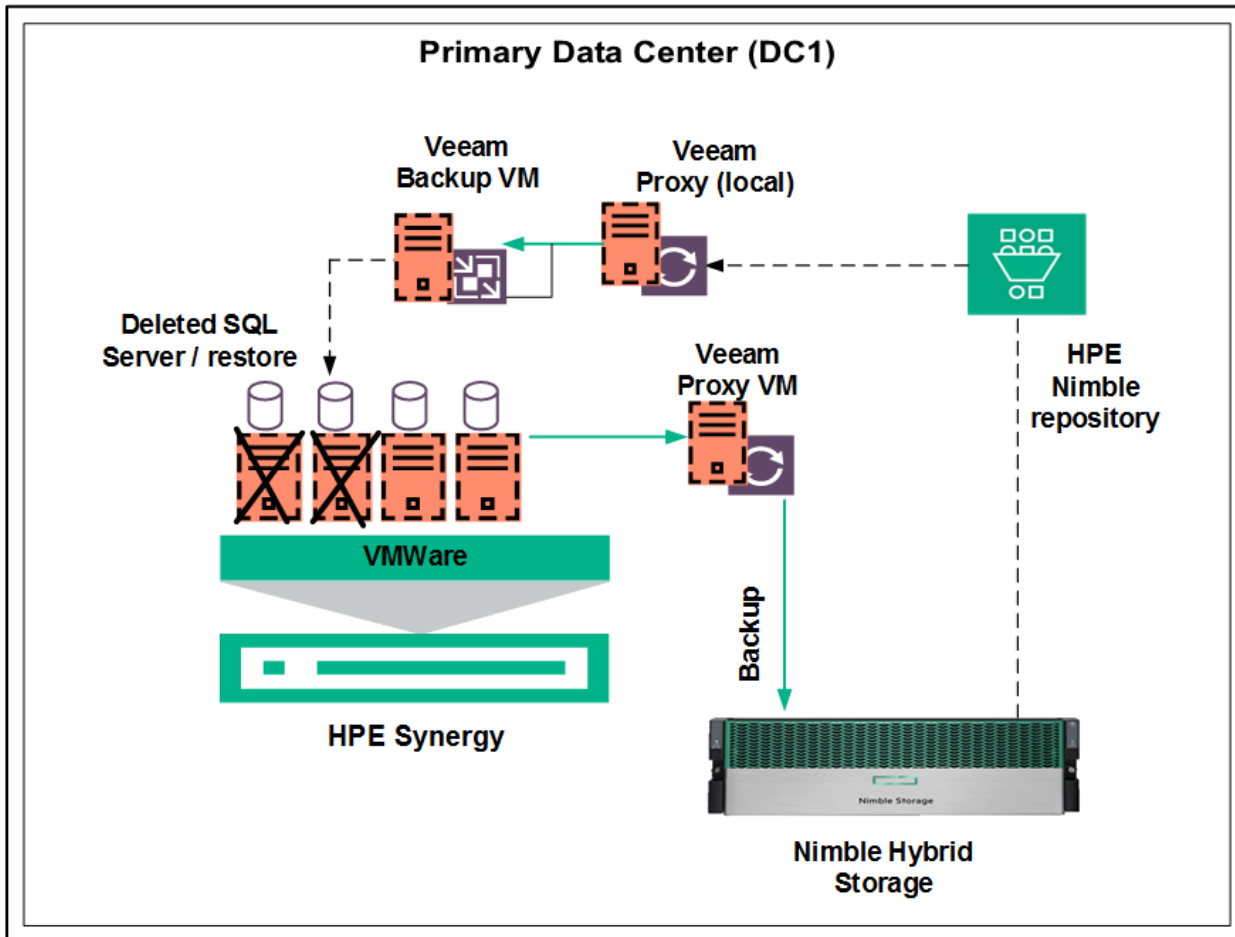 Primary Data Center (DC1)
Veeam
Backup VM
Veeam
Proxy (local)
Deleted SQL
Server / restore
Veeam
Proxy VM
HPE
Nimble
repository
VMWare
Backup
HPE Synergy
Nimble Storage
Nimble Hybrid
Storage